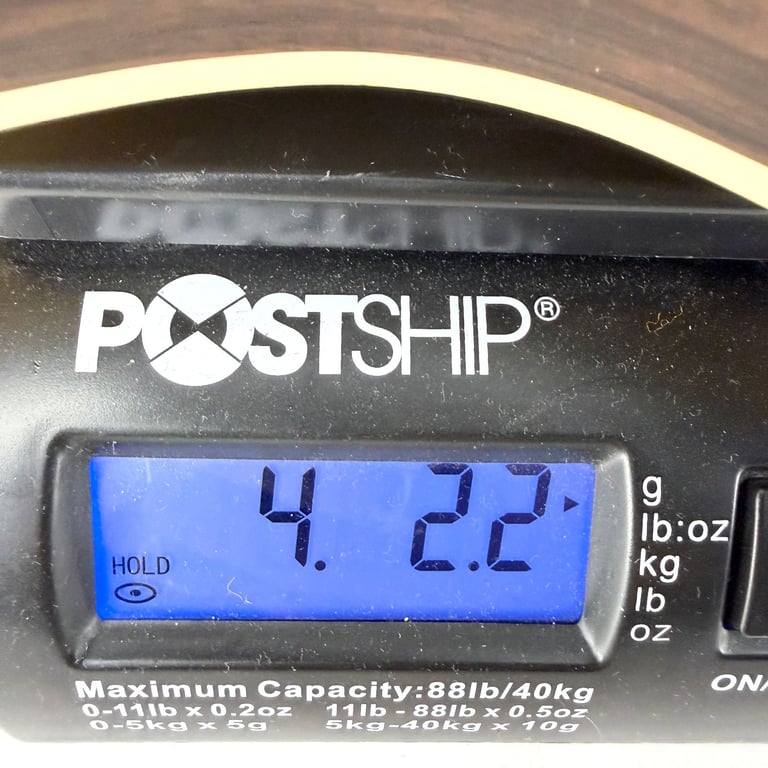 POSTSHIP®
4. 2.2
HOLD
g
lb:oz
kg
lb
oz
Maximum Capacity:88lb/40kg
0-11lb x 0.2oz 11lb - 88lb x 0.5oz
0-5kg x 5g 5kg-40kg x 10g